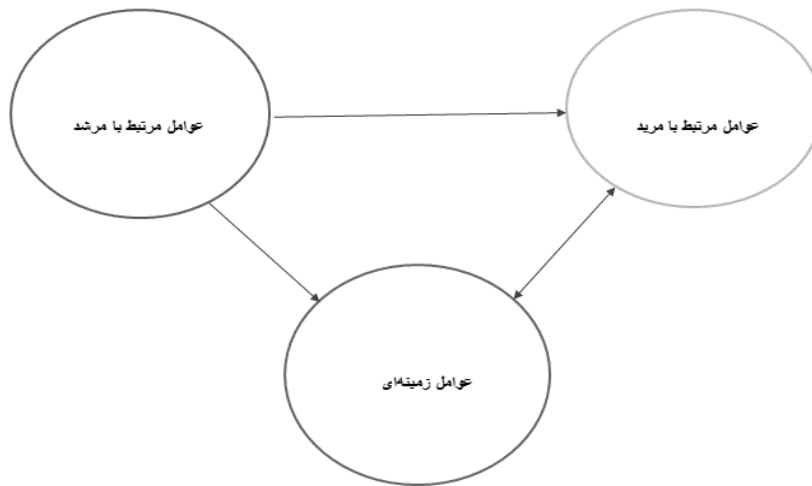 عوامل مرتبط با مرید
عوامل مرتبط با مرشد
عوامل زمینه‌ای